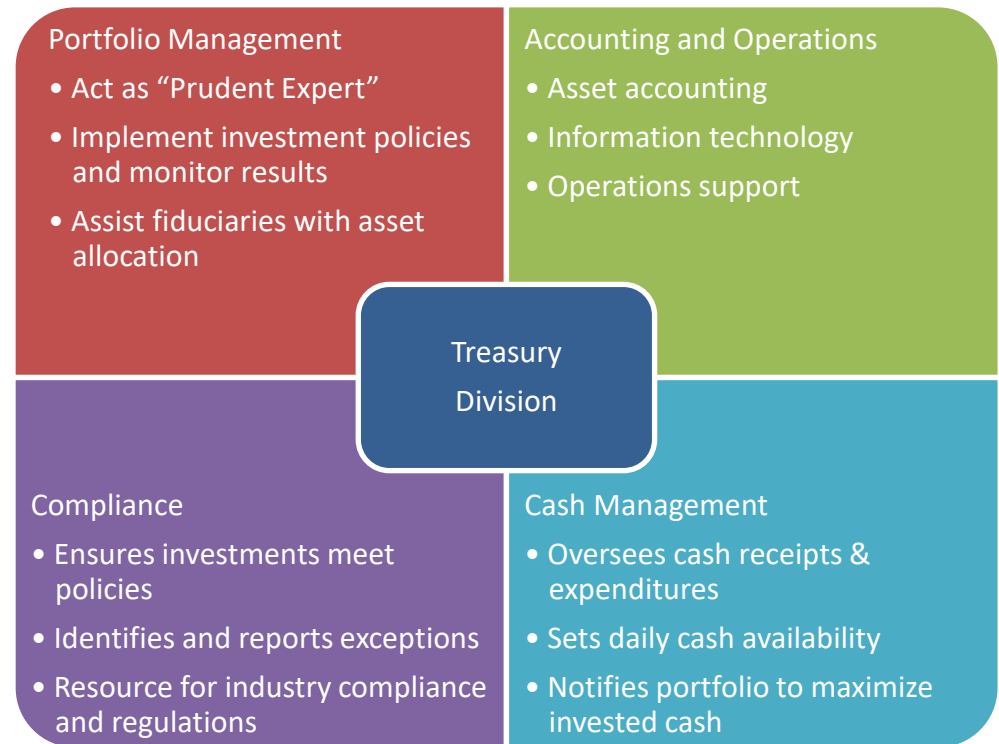 Portfolio Management
• Act as “Prudent Expert”
• Implement investment policies
and monitor results
• Assist fiduciaries with asset
allocation
Accounting and Operations
• Asset accounting
• Information technology
• Operations support
Treasury
Division
Compliance
• Ensures investments meet
policies
• Identifies and reports exceptions
• Resource for industry compliance
and regulations
Cash Management
• Oversees cash receipts &
expenditures
• Sets daily cash availability
• Notifies portfolio to maximize
invested cash